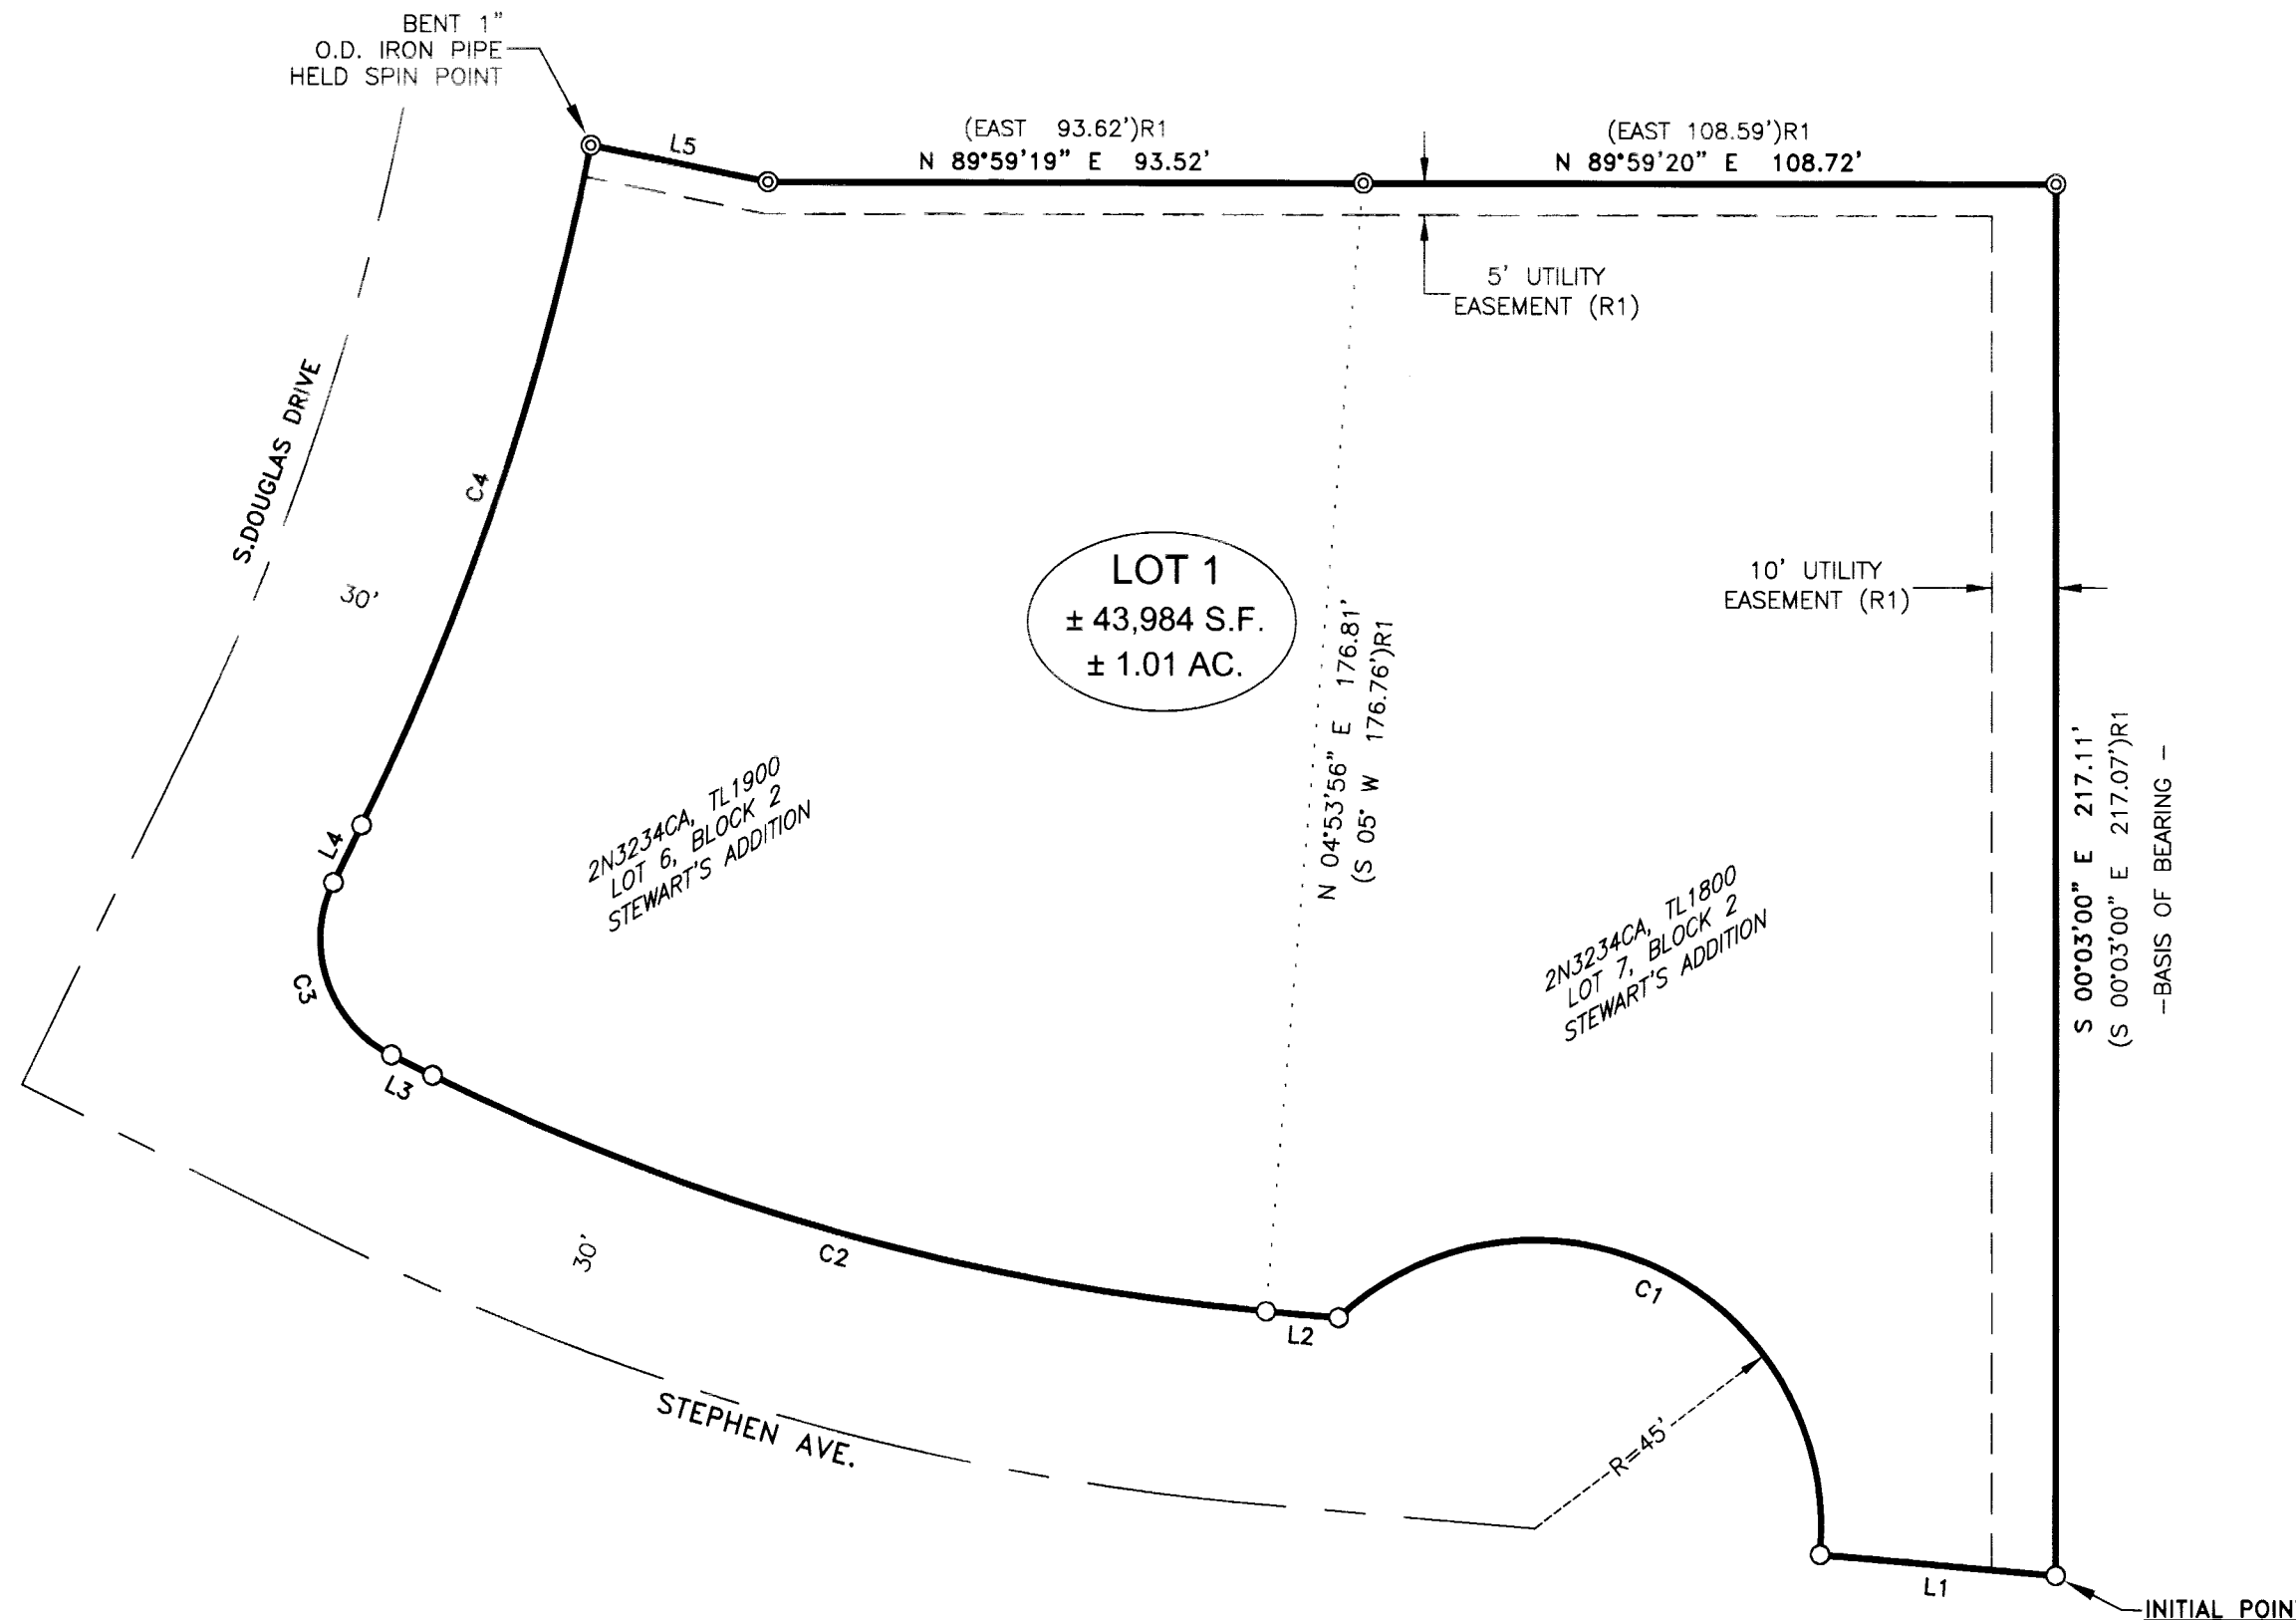 BENT 1"
O.D. IRON PIPE
HELD SPIN POINT
L5
(EAST 93.62')R1
N 89°59'19" E 93.52'
(EAST 108.59')R1
N 89°59'20" E 108.72'
5' UTILITY
EASEMENT (R1)
S.DOUGLAS DRIVE
C4
30'
LOT 1
± 43,984 S.F.
± 1.01 AC.
10' UTILITY
EASEMENT (R1)
N 04°53'56" E 176.81'
(S 05° W 176.76')R1
S 00°03'00" E 217.11'
(S 00°03'00" E 217.07')R1
-BASIS OF BEARING -
2N3234CA, TL1900
LOT 6, BLOCK 2
STEWART'S ADDITION
2N3234CA, TL1800
LOT 7, BLOCK 2
STEWART'S ADDITION
L4
C3
L3
30'
C2
L2
C1
STEPHEN AVE.
R=45'
L1
INITIAL POIN